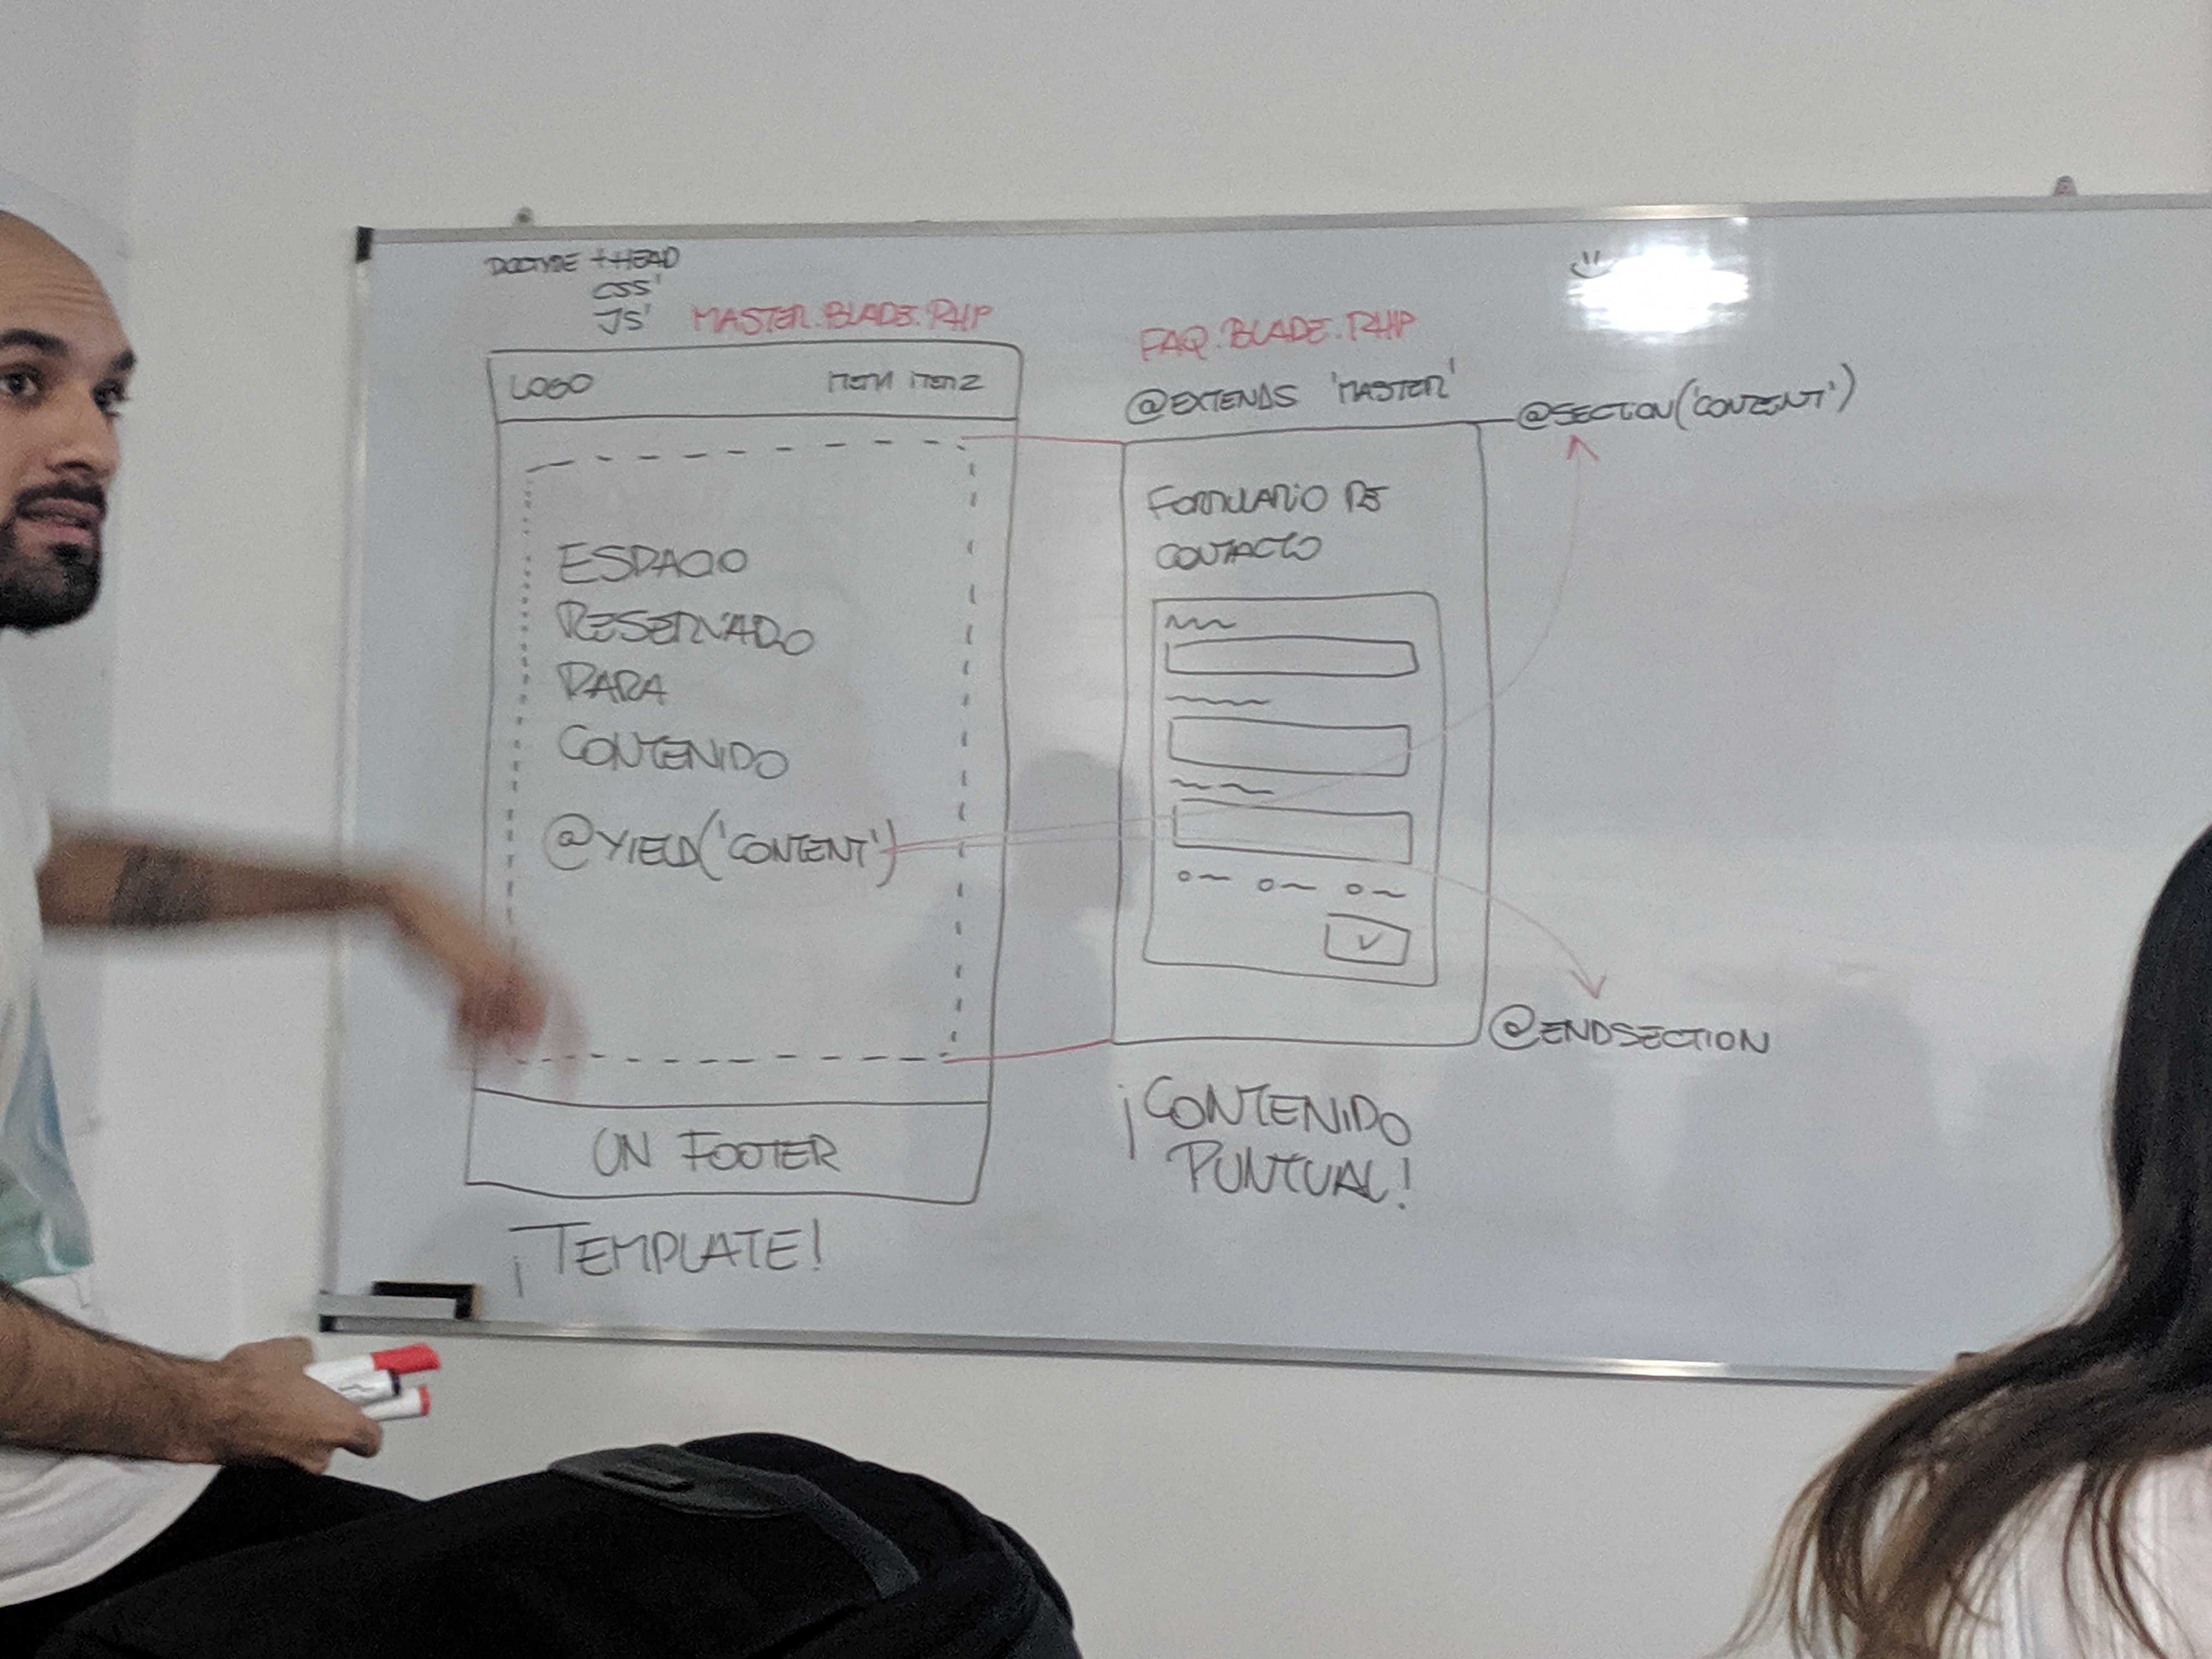 DOCTYPE + HEAD
CSS'
JS'
MASTER.BLADE.PHP
LOGO
ITEM1 ITEM2
ESPACIO
RESERVADO
PARA
CONTENIDO
@YIELD('CONTENT')
UN FOOTER
¡TEMPLATE!
FAQ.BLADE.PHP
@EXTENDS 'MASTER'
@SECTION('CONTENT')
FORMULARIO DE
CONTACTO
@ENDSECTION
¡CONTENIDO
PUNTUAL!